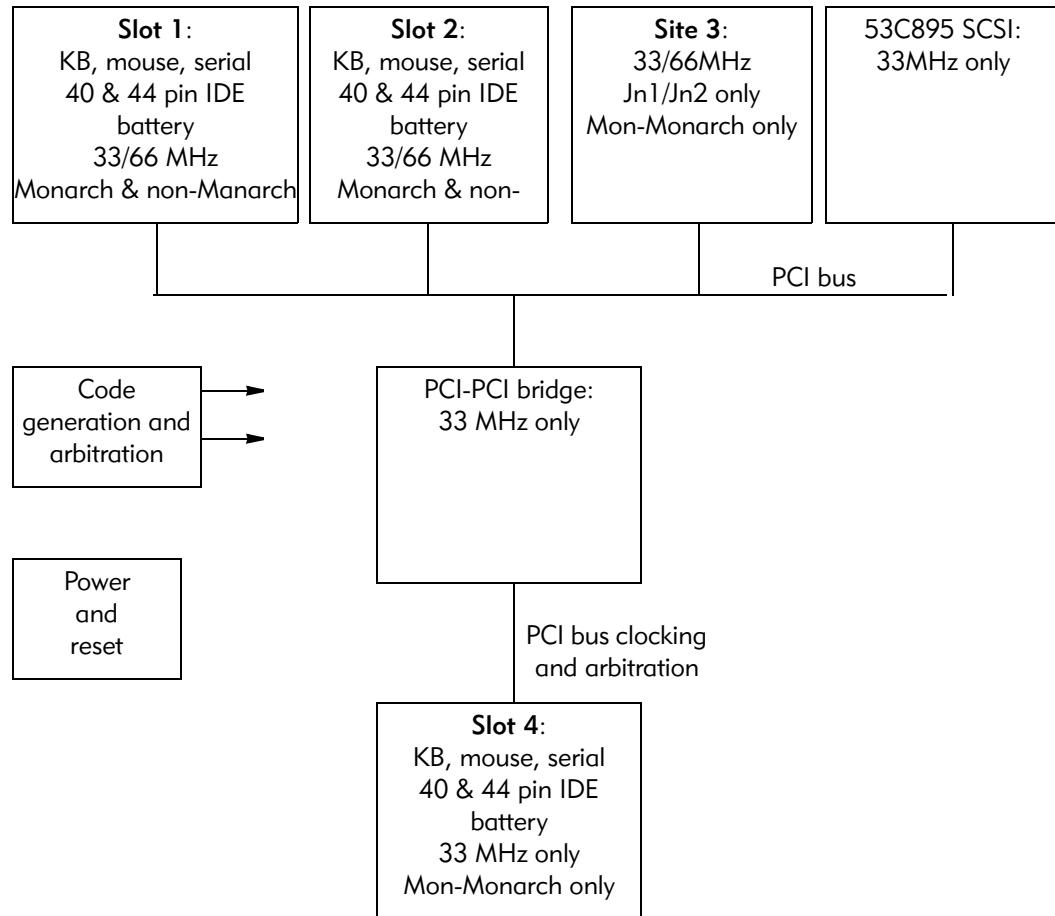 Slot 1:
KB, mouse, serial
40 & 44 pin IDE
battery
33/66 MHz
Monarch & non-Manarch
Slot 2:
KB, mouse, serial
40 & 44 pin IDE
battery
33/66 MHz
Monarch & non-
Site 3:
33/66MHz
Jn1/Jn2 only
Mon-Monarch only
53C895 SCSI:
33MHz only
PCI bus
Code
generation and
arbitration
PCI-PCI bridge:
33 MHz only
Power
and
reset
PCI bus clocking
and arbitration
Slot 4:
KB, mouse, serial
40 & 44 pin IDE
battery
33 MHz only
Mon-Monarch only